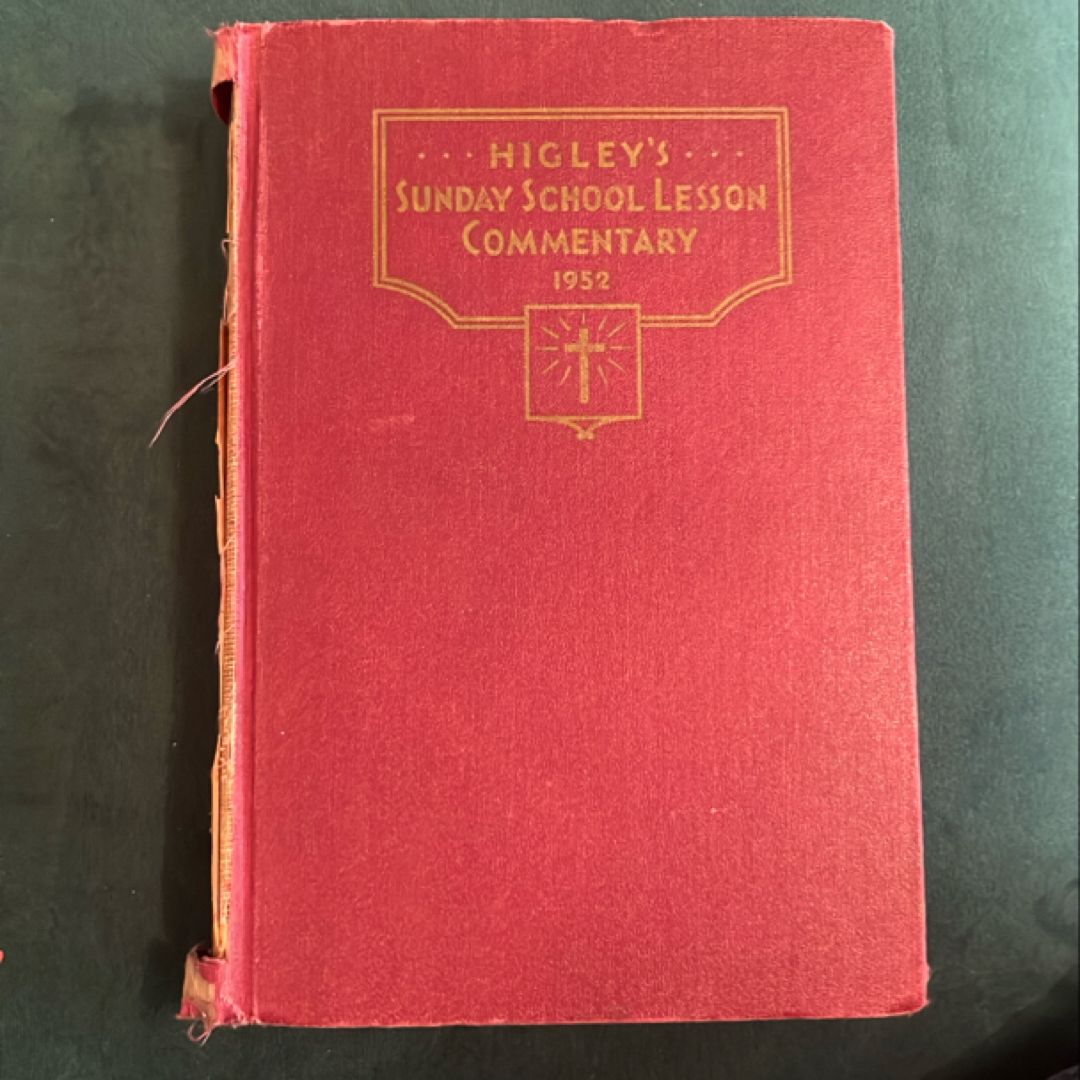 · · · HIGLEY'S · · ·
SUNDAY SCHOOL LESSON
COMMENTARY
1952